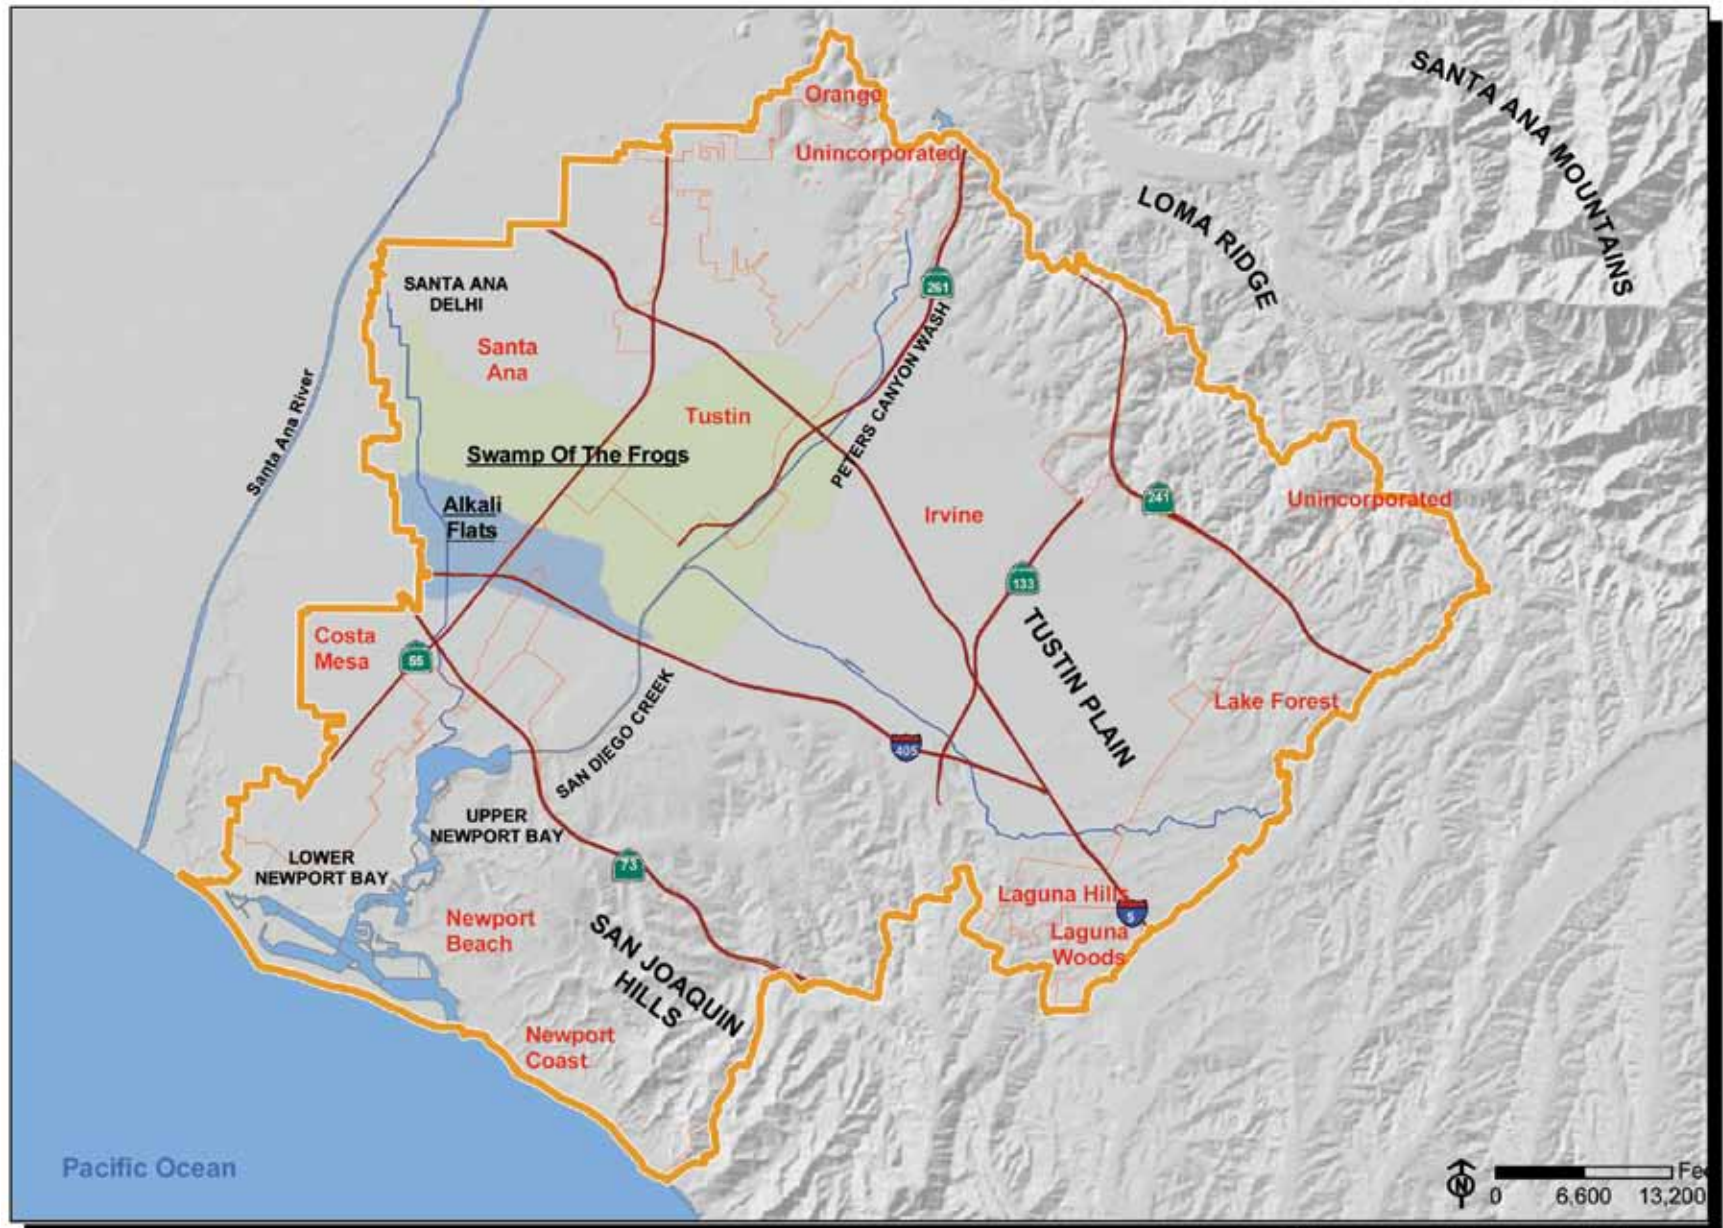 SANTA ANA MOUNTAINS
Orange
Unincorporated
LOMA RIDGE
SANTA ANA
DELHI
261
Santa
Ana
PETERS CANYON WASH
Santa Ana River
Tustin
Swamp Of The Frogs
Alkali
Flats
Irvine
241
Unincorporated
133
Costa
Mesa
55
TUSTIN PLAIN
Lake Forest
SAN DIEGO CREEK
405
UPPER
NEWPORT BAY
LOWER
NEWPORT BAY
73
Laguna Hills
5
Laguna
Woods
Newport
Beach
SAN JOAQUIN
HILLS
Newport
Coast
Pacific Ocean
N
Fe
0 6,600 13,200